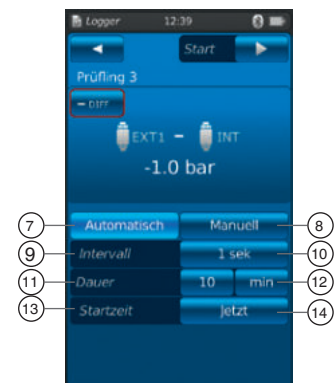 Logger 12:39
Start
Prüfling 3
– DIFF
EXT1 – INT
-1.0 bar
7 Automatisch Manuell 8
9 Intervall 1 sek 10
11 Dauer 10 min 12
13 Startzeit Jetzt 14